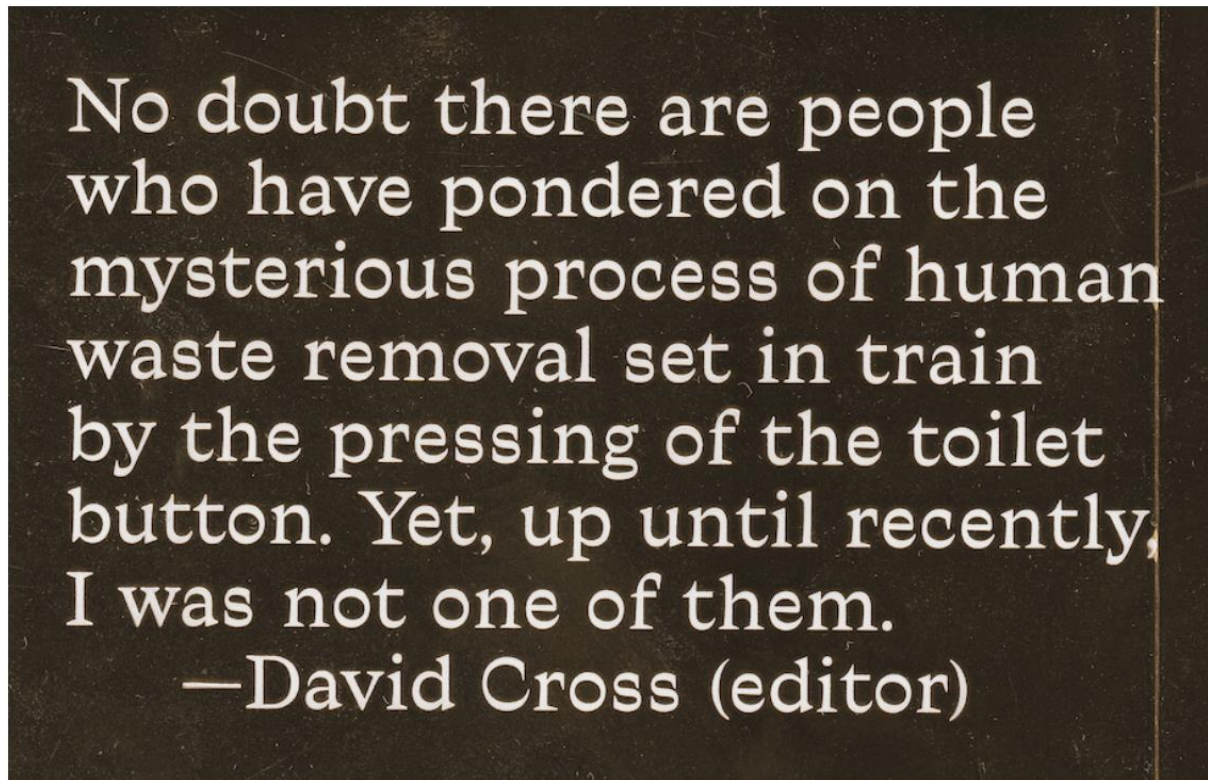 No doubt there are people
who have pondered on the
mysterious process of human
waste removal set in train
by the pressing of the toilet
button. Yet, up until recently,
I was not one of them.
—David Cross (editor)